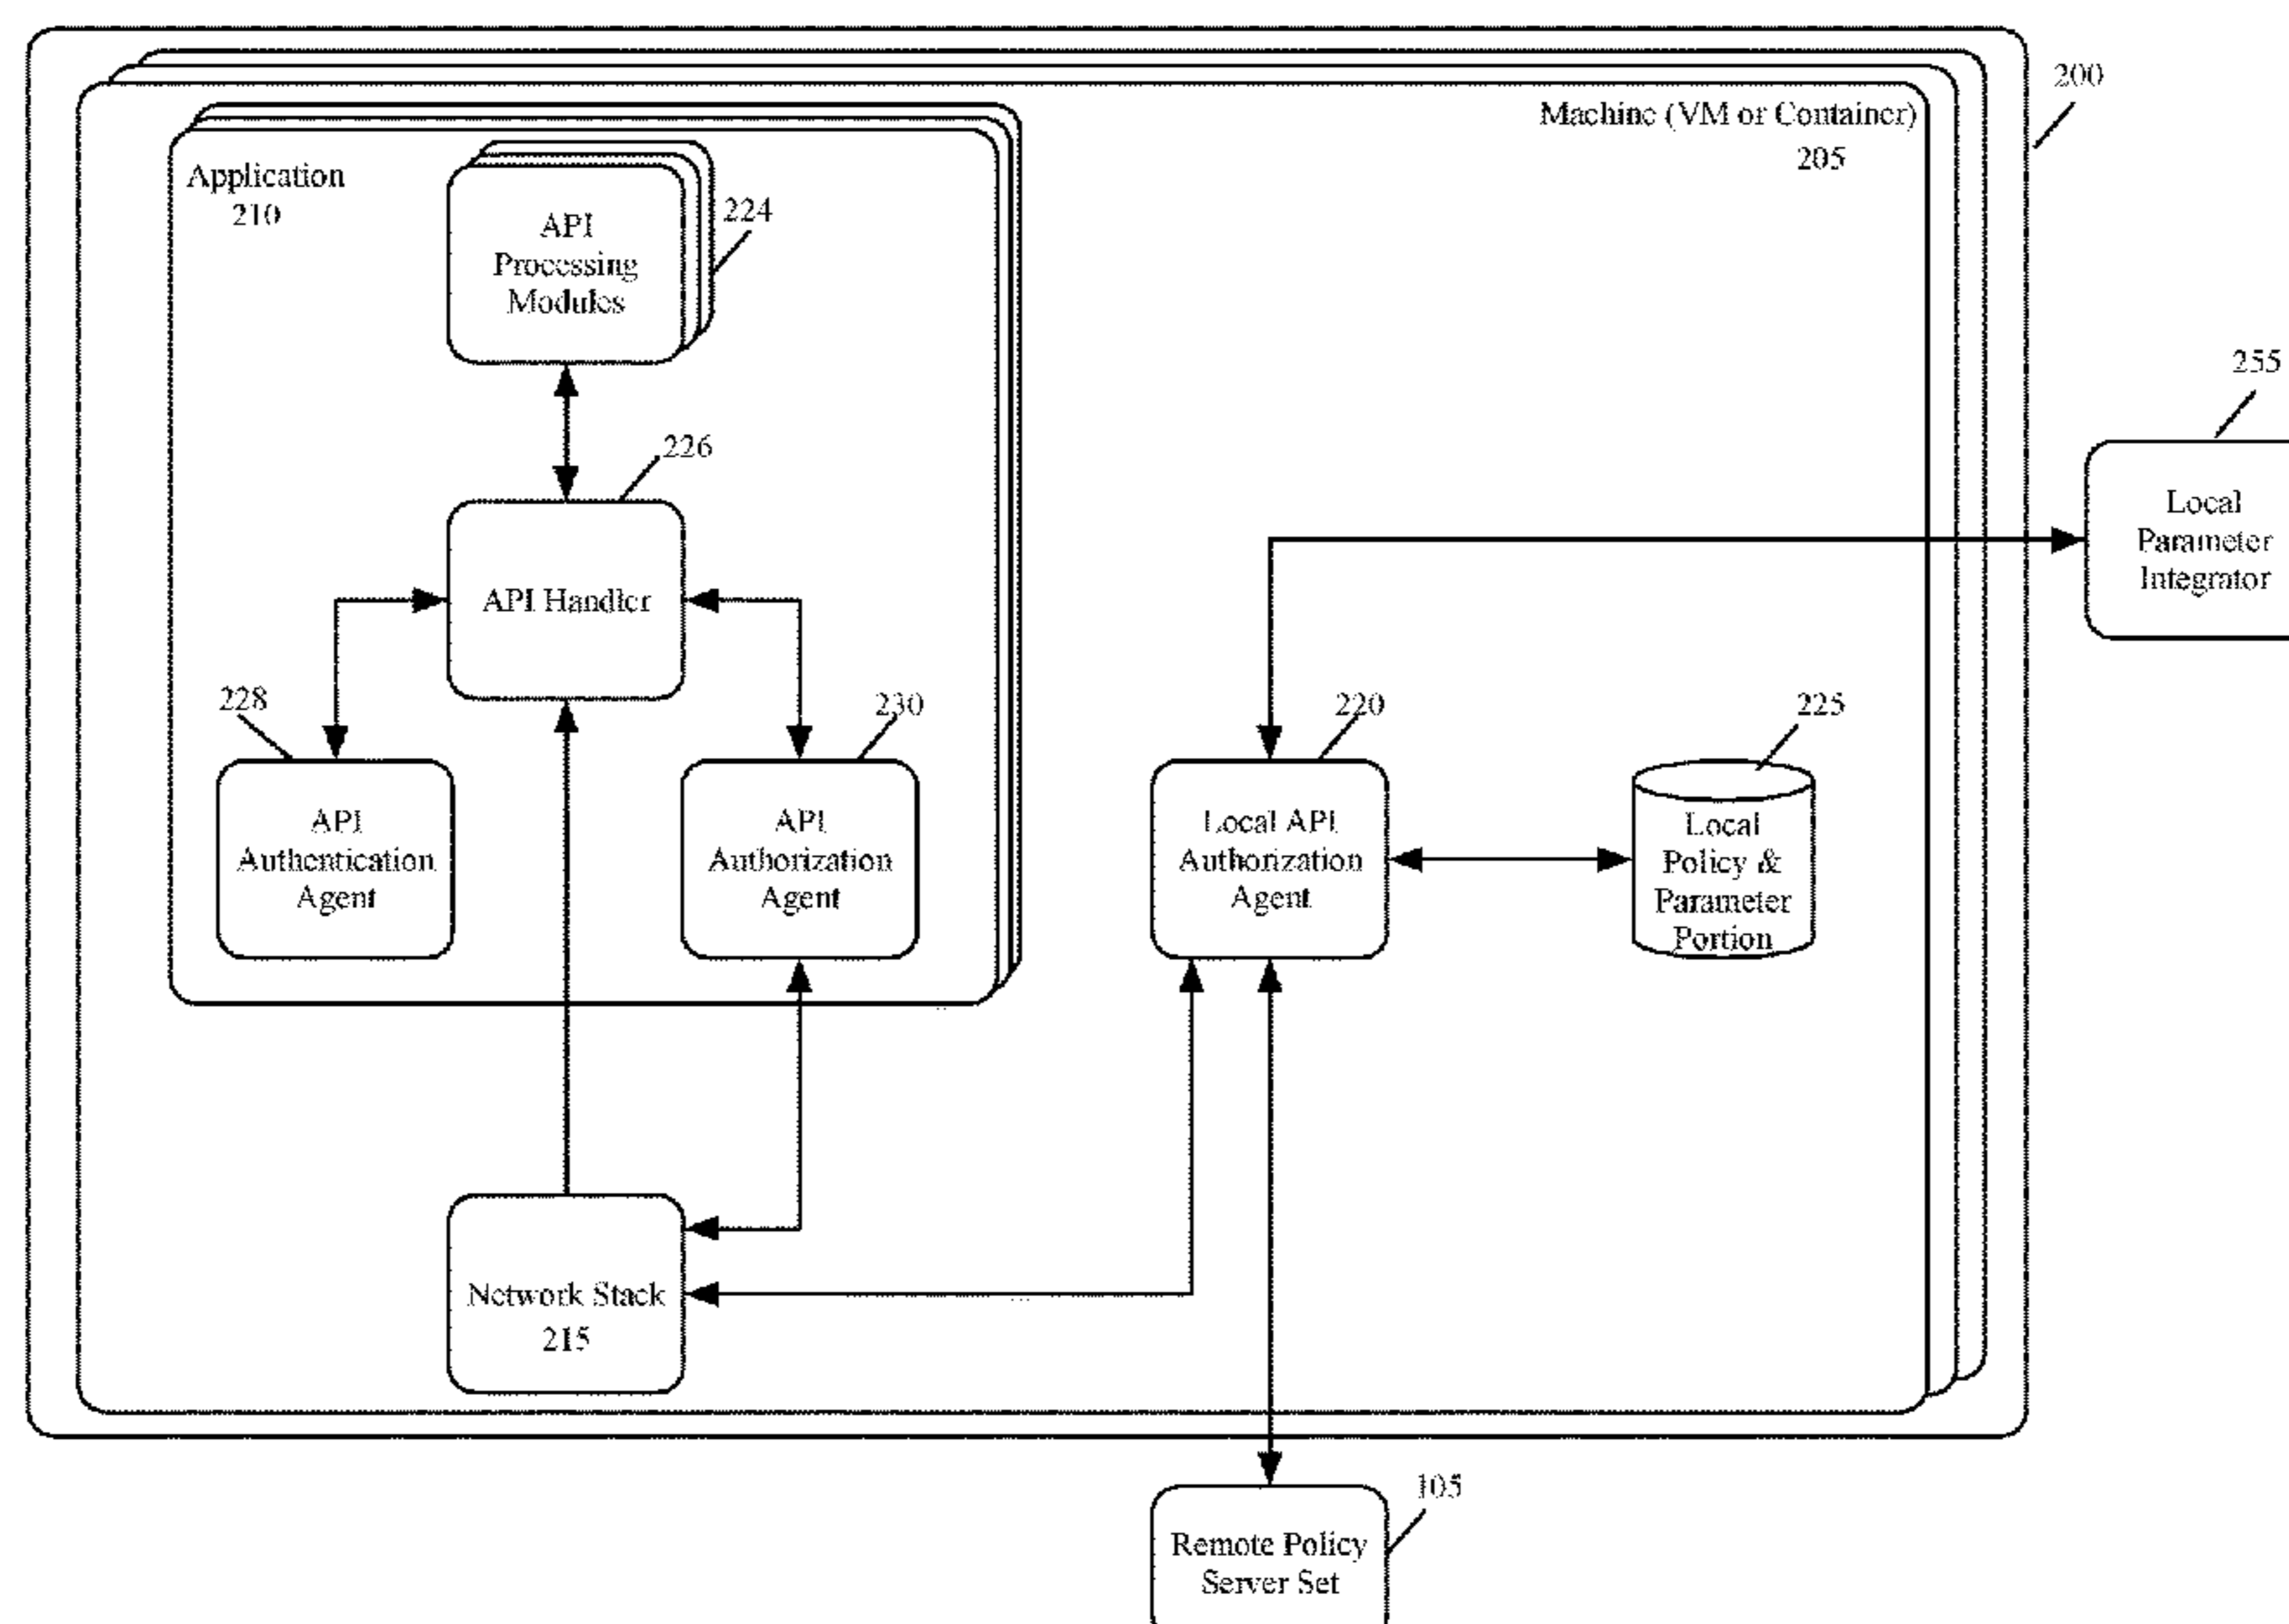 200
Machine (VM or Container)
205
Application
210
API
Processing
Modules
224
255
Local
Parameter
Integrator
226
API Handler
228
230
220
225
API
Authentication
Agent
API
Authorization
Agent
Local API
Authorization
Agent
Local
Policy &
Parameter
Portion
Network Stack
215
105
Remote Policy
Server Set